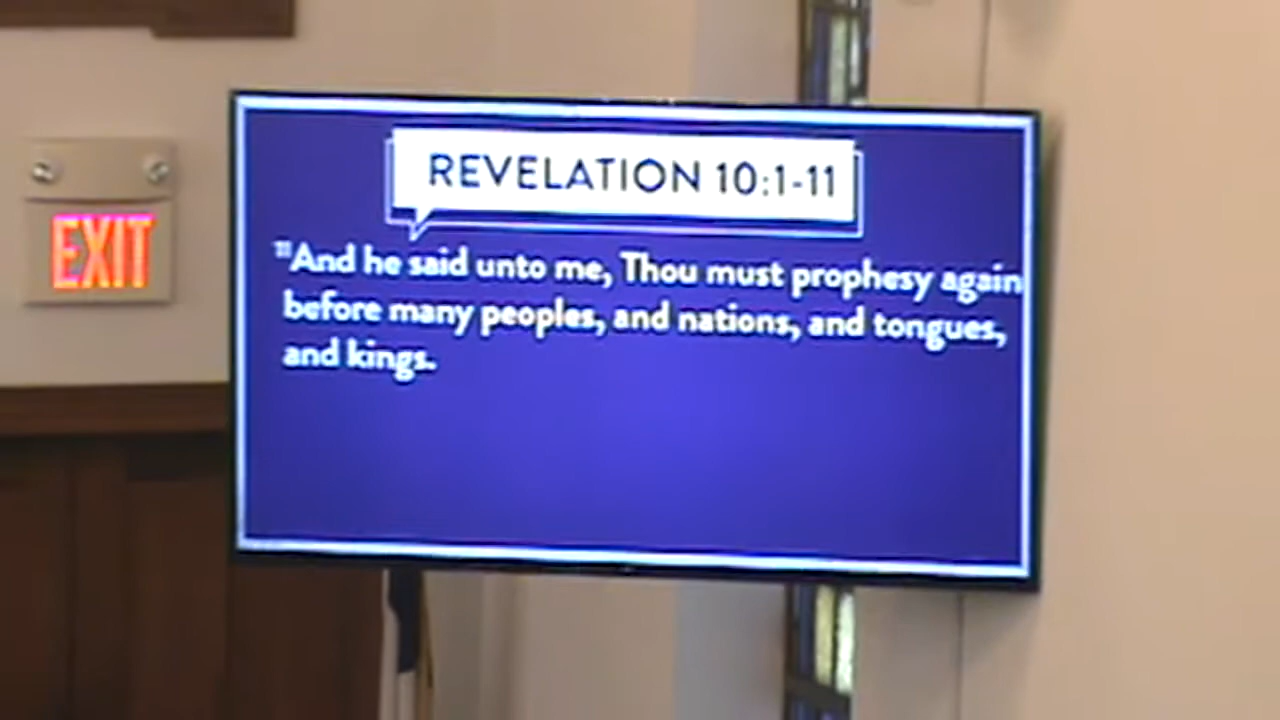 EXIT
REVELATION 10:1-11
¹¹And he said unto me, Thou must prophesy again
before many peoples, and nations, and tongues,
and kings.